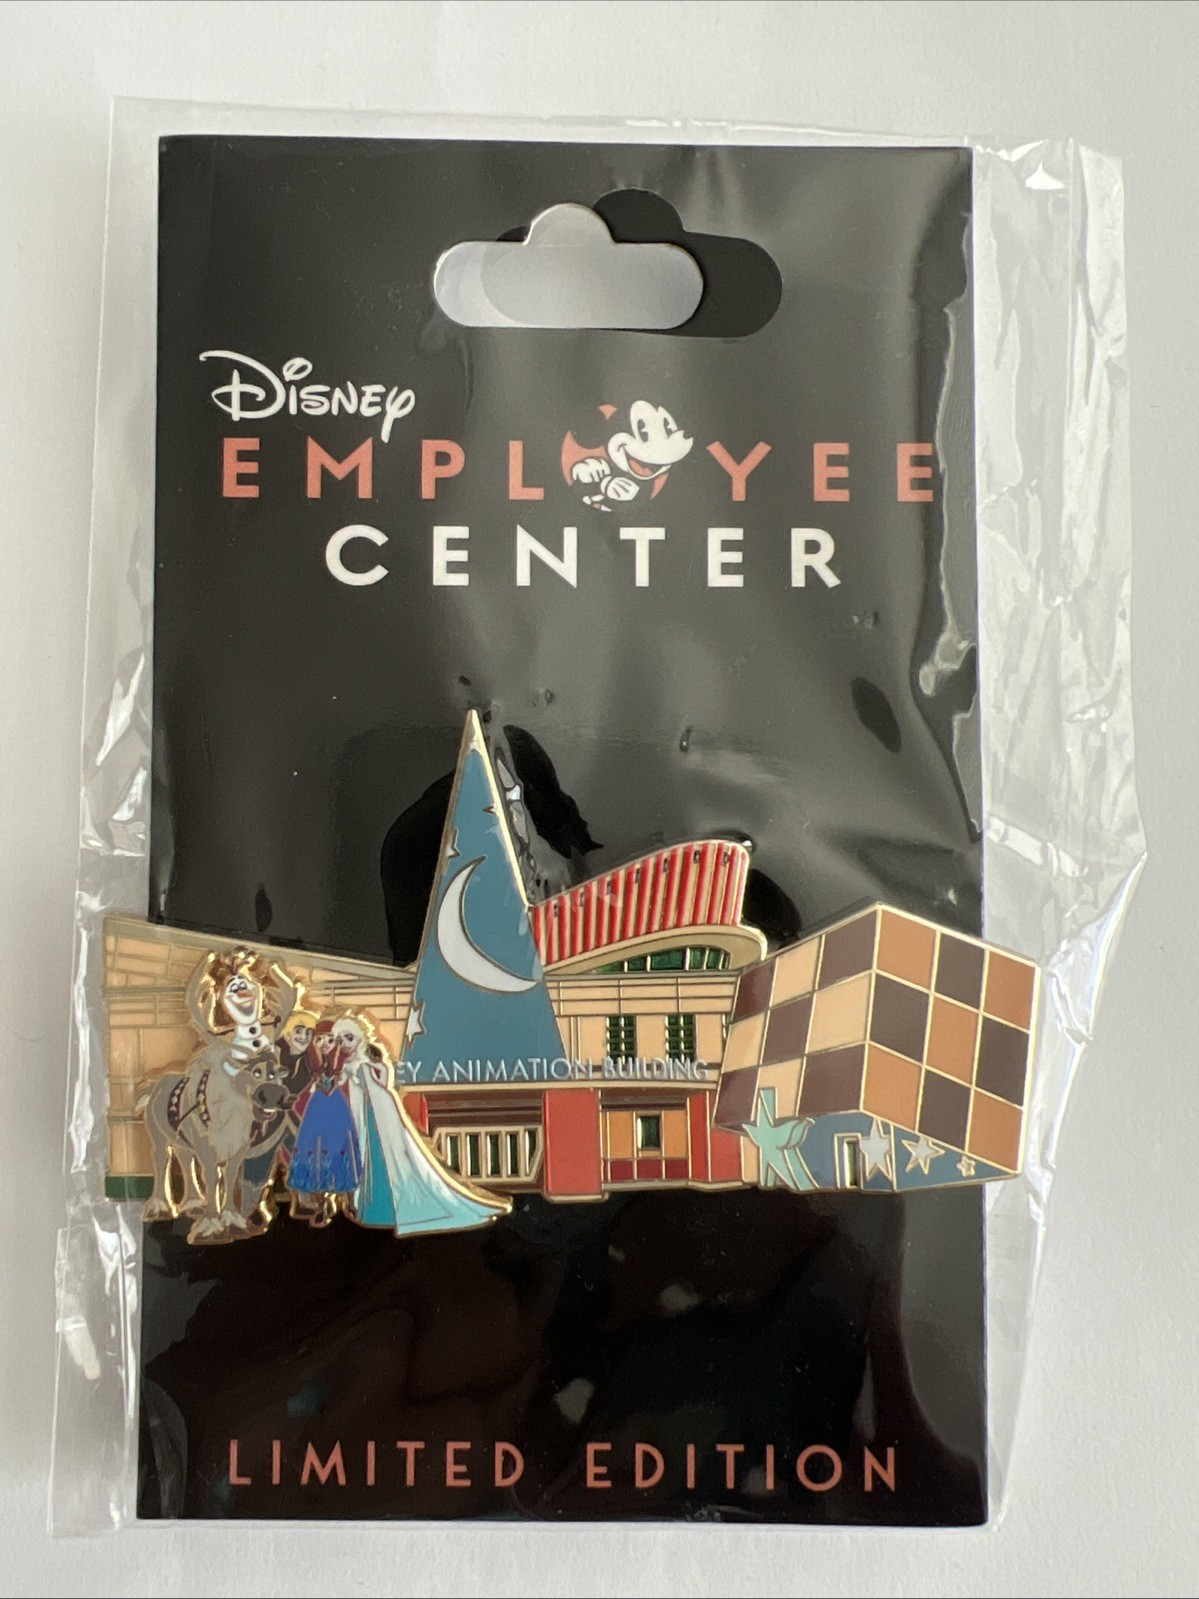 Disney
EMPLOYEE
CENTER
EY ANIMATION BUILDING
LIMITED EDITION